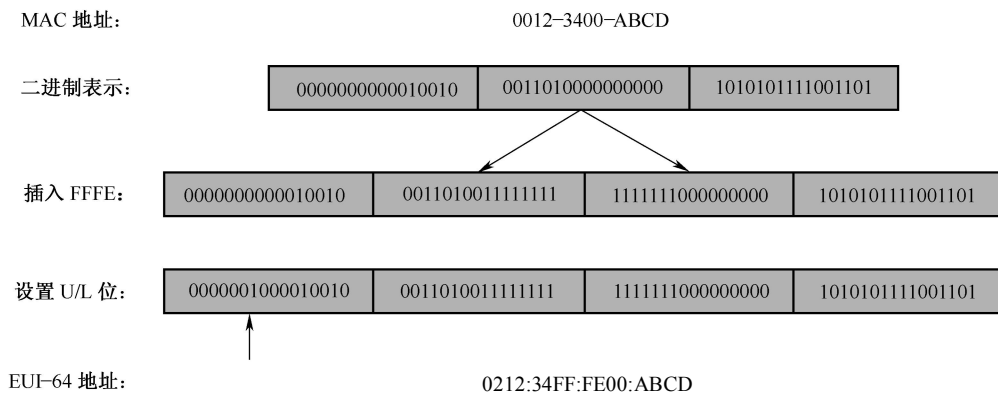 MAC 地址： 0012-3400-ABCD
二进制表示： 0000000000010010 0011010000000000 1010101111001101
插入 FFFE： 0000000000010010 0011010011111111 1111111000000000 1010101111001101
设置 U/L 位： 0000001000010010 0011010011111111 1111111000000000 1010101111001101
EUI-64 地址： 0212:34FF:FE00:ABCD